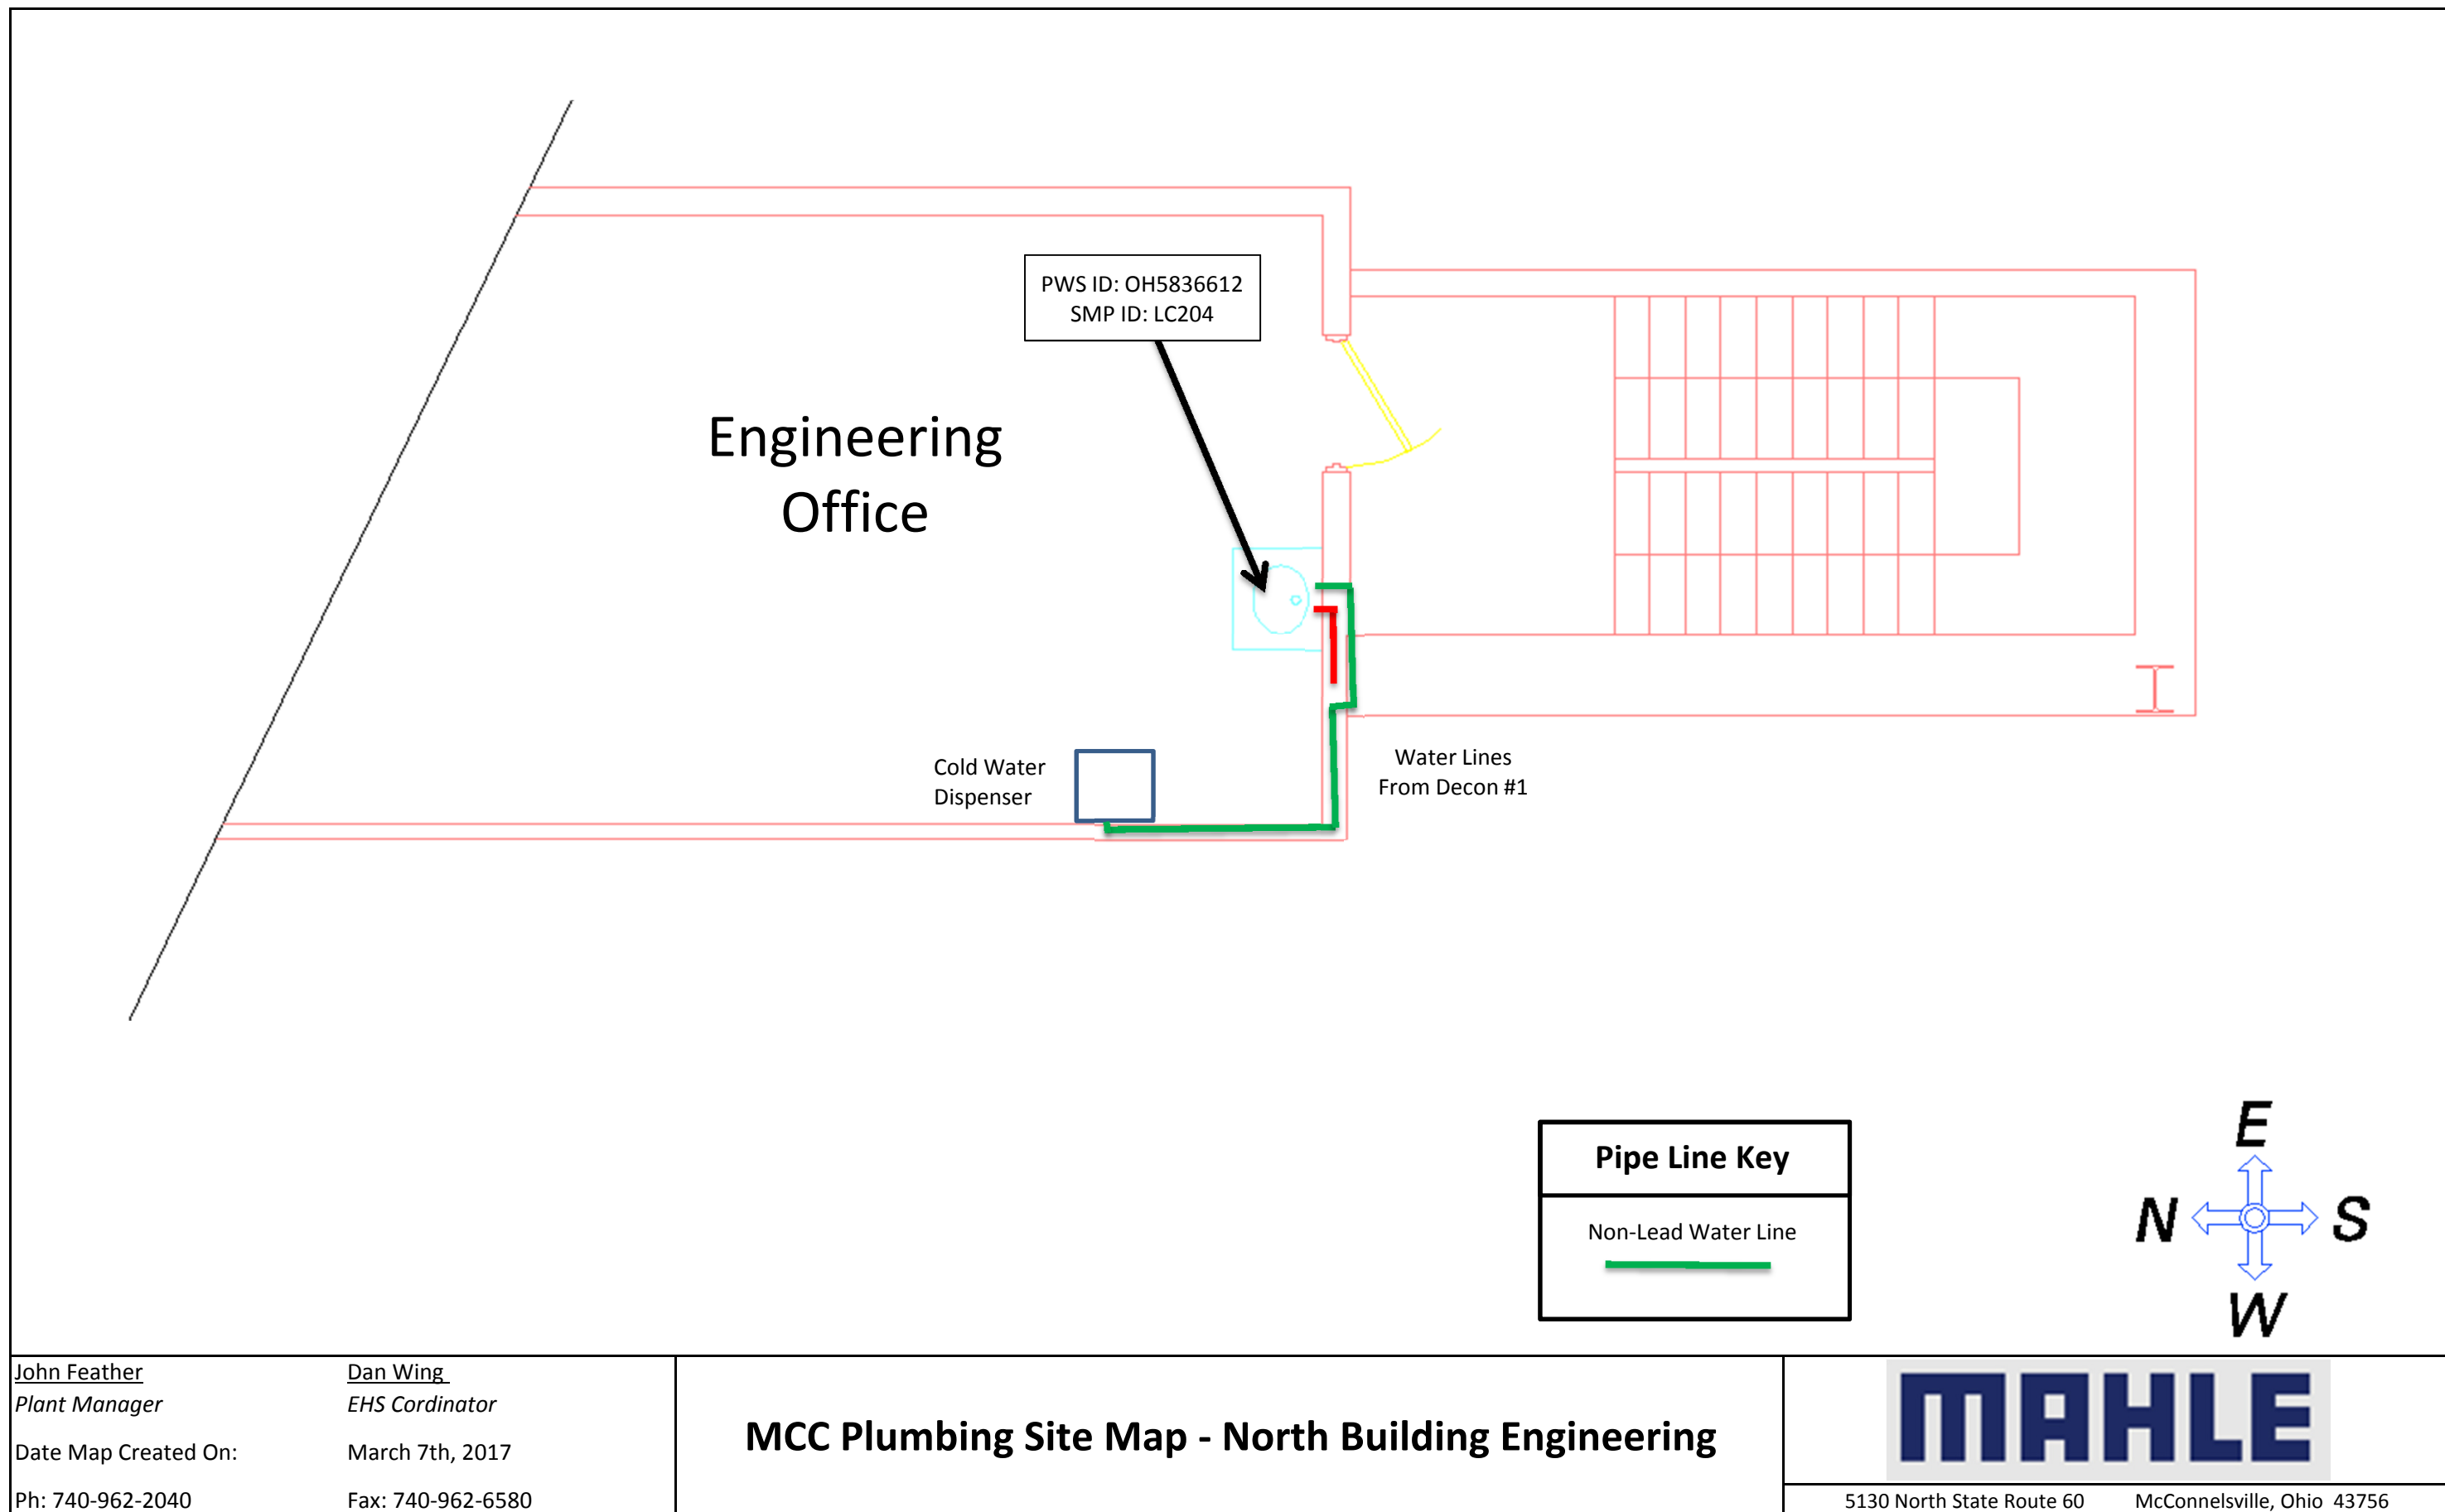 PWS ID: OH5836612
SMP ID: LC204
Engineering
Office
Cold Water
Dispenser
Water Lines
From Decon #1
Pipe Line Key
Non-Lead Water Line
E
N
S
W
John Feather
Dan Wing
Plant Manager
EHS Cordinator
Date Map Created On:
March 7th, 2017
Ph: 740-962-2040
Fax: 740-962-6580
MCC Plumbing Site Map - North Building Engineering
MAHLE
5130 North State Route 60
McConnelsville, Ohio 43756